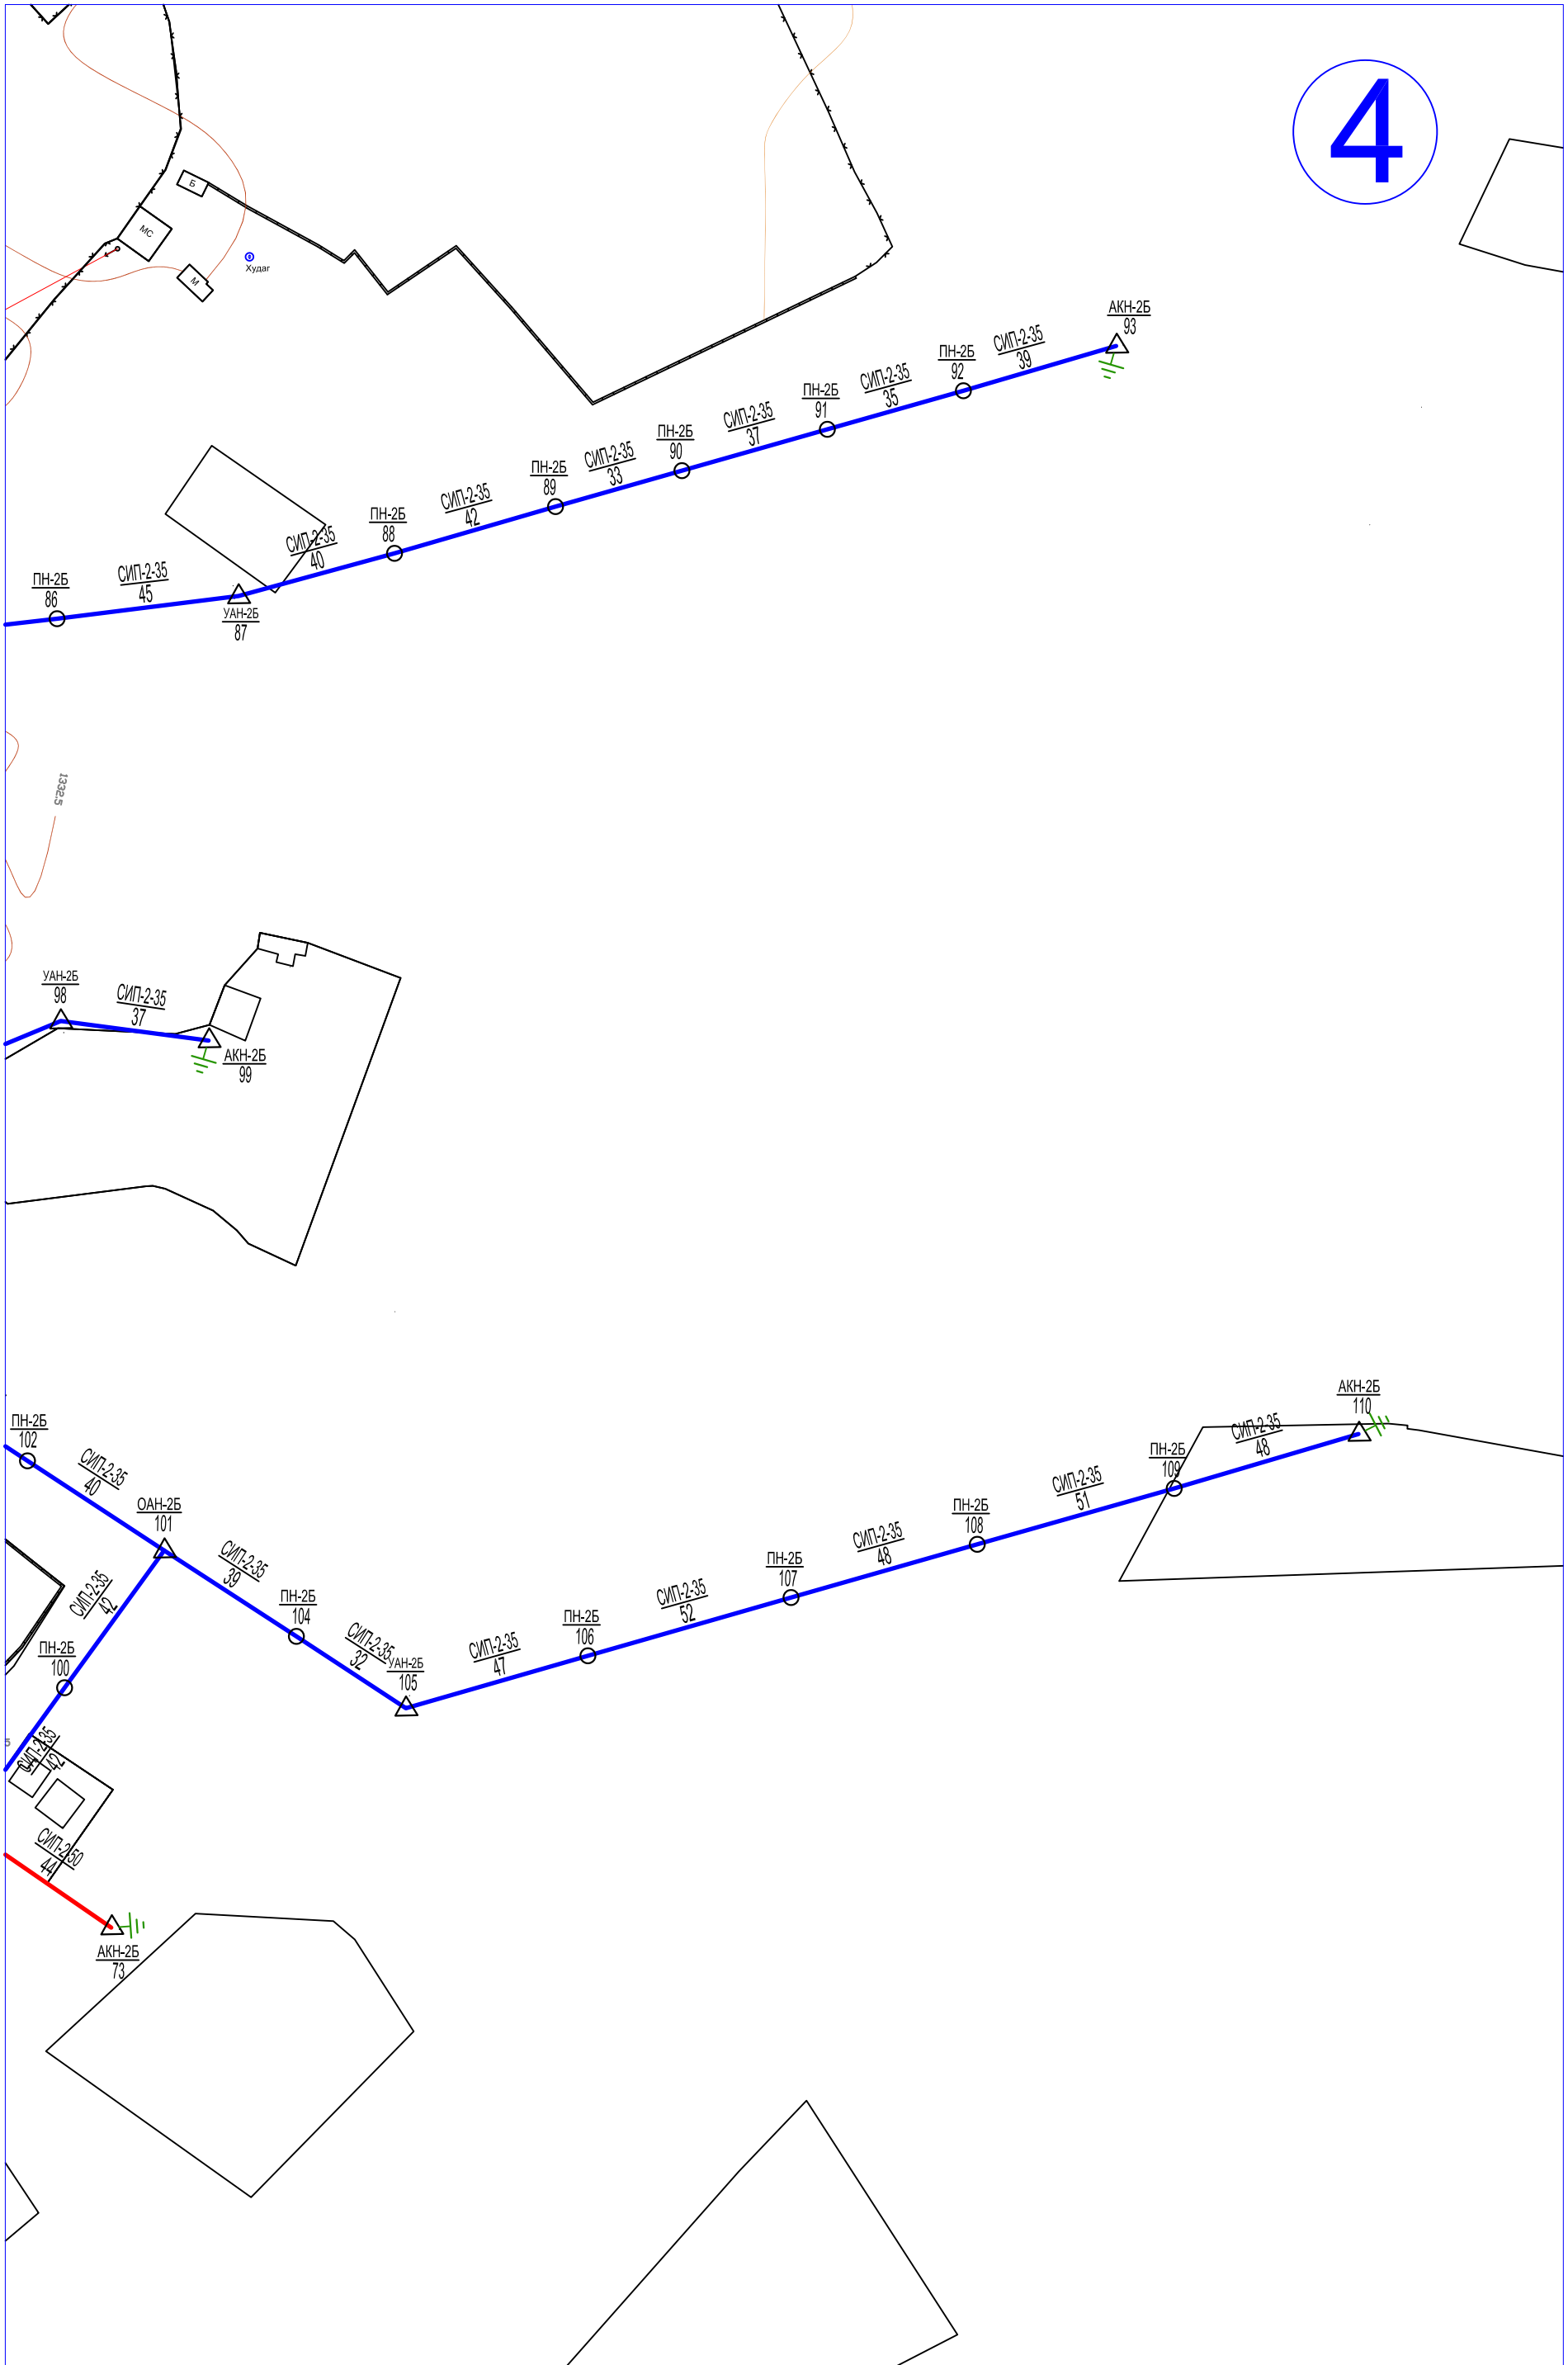 4
Б
МС
М
Худаг
АКН-2Б
93
СИП-2-35
39
ПН-2Б
92
СИП-2-35
35
ПН-2Б
91
СИП-2-35
37
ПН-2Б
90
СИП-2-35
33
ПН-2Б
89
СИП-2-35
42
ПН-2Б
88
СИП-2-35
40
УАН-2Б
87
СИП-2-35
45
ПН-2Б
86
1332.5
УАН-2Б
98
СИП-2-35
37
АКН-2Б
99
АКН-2Б
110
СИП-2-35
48
ПН-2Б
109
СИП-2-35
51
ПН-2Б
108
СИП-2-35
48
ПН-2Б
107
СИП-2-35
52
ПН-2Б
106
СИП-2-35
47
УАН-2Б
105
СИП-2-35
32
ПН-2Б
104
СИП-2-35
39
ОАН-2Б
101
СИП-2-35
40
ПН-2Б
102
СИП-2-35
42
ПН-2Б
100
5
СИП-2-35
42
СИП-2-50
44
АКН-2Б
73